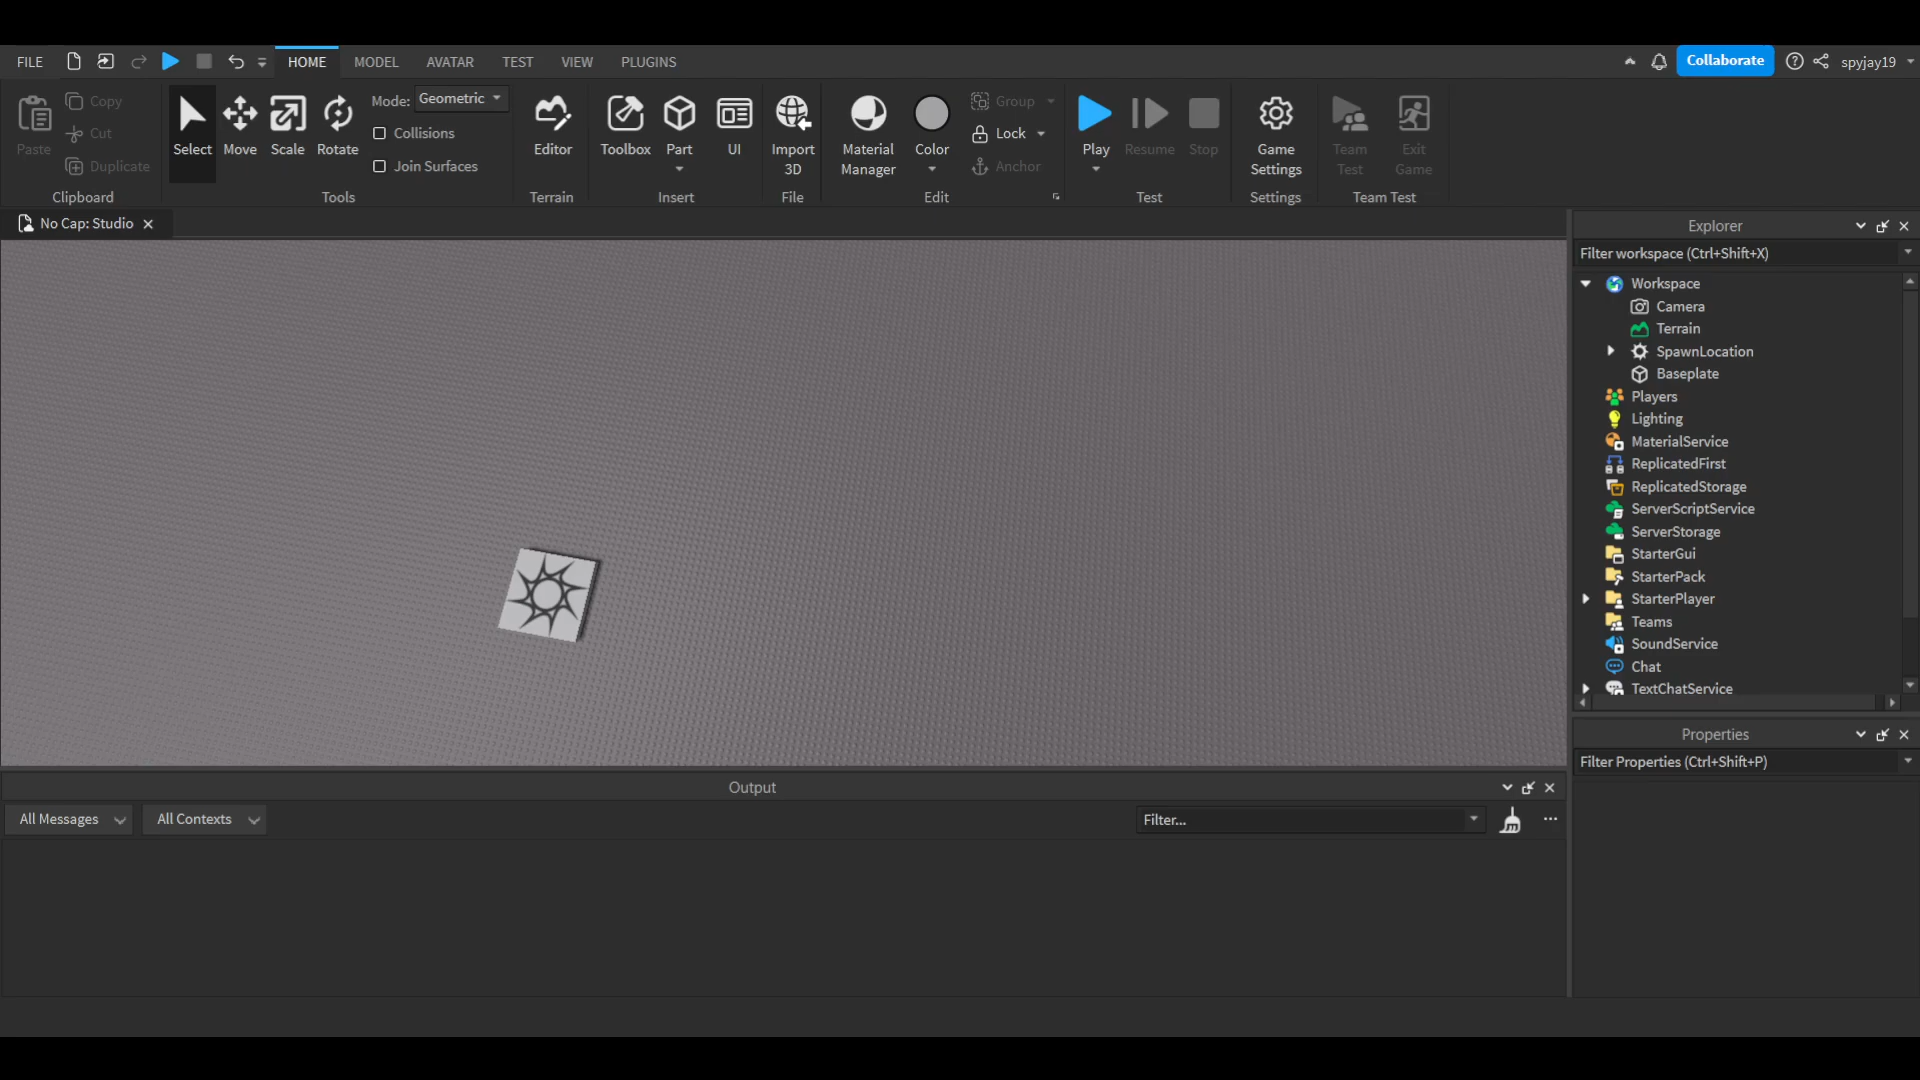 FILE
HOME
MODEL
AVATAR
TEST
VIEW
PLUGINS
Collaborate
spyjay19
Paste
Copy
Cut
Duplicate
Clipboard
Select
Move
Scale
Rotate
Mode: Geometric
Collisions
Join Surfaces
Tools
Editor
Terrain
Toolbox
Part
UI
Insert
Import
3D
File
Material
Manager
Color
Group
Lock
Anchor
Edit
Play
Resume
Stop
Test
Game
Settings
Settings
Team
Test
Exit
Game
Team Test
No Cap: Studio
Explorer
Filter workspace (Ctrl+Shift+X)
Workspace
Camera
Terrain
SpawnLocation
Baseplate
Players
Lighting
MaterialService
ReplicatedFirst
ReplicatedStorage
ServerScriptService
ServerStorage
StarterGui
StarterPack
StarterPlayer
Teams
SoundService
Chat
TextChatService
Properties
Filter Properties (Ctrl+Shift+P)
Output
All Messages
All Contexts
Filter...